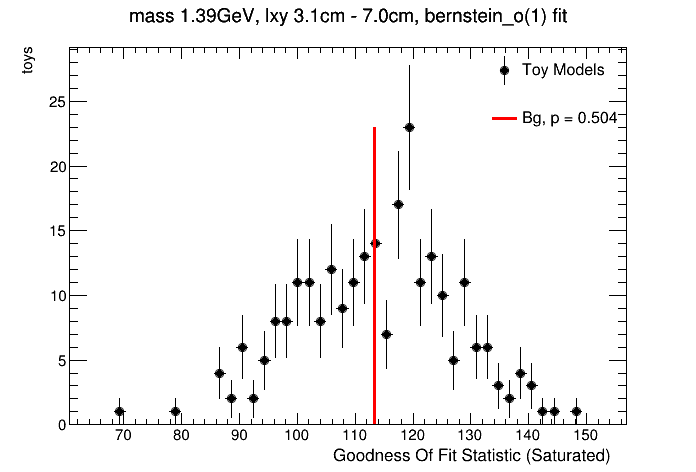 mass 1.39GeV, lxy 3.1cm - 7.0cm, bernstein_o(1) fit
toys
Toy Models
Bg, p = 0.504
25
20
15
10
5
0
70 80 90 100 110 120 130 140 150
Goodness Of Fit Statistic (Saturated)